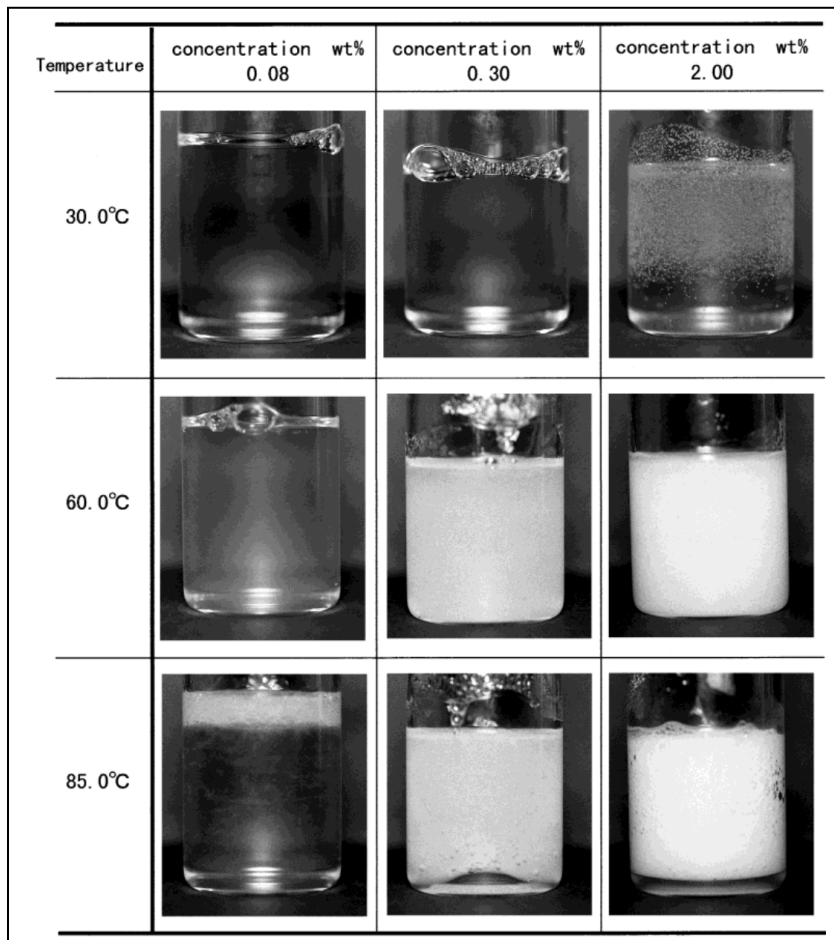 Temperature
concentration wt%
0.08
concentration wt%
0.30
concentration wt%
2.00
30.0℃
60.0℃
85.0℃